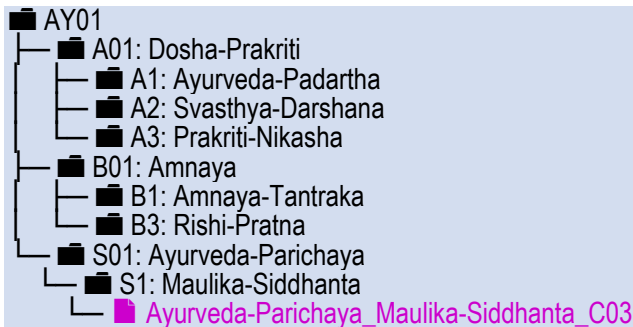 AY01
A01: Dosha-Prakriti
A1: Ayurveda-Padartha
A2: Svasthya-Darshana
A3: Prakriti-Nikasha
B01: Amnaya
B1: Amnaya-Tantraka
B3: Rishi-Pratna
S01: Ayurveda-Parichaya
S1: Maulika-Siddhanta
Ayurveda-Parichaya_Maulika-Siddhanta_C03